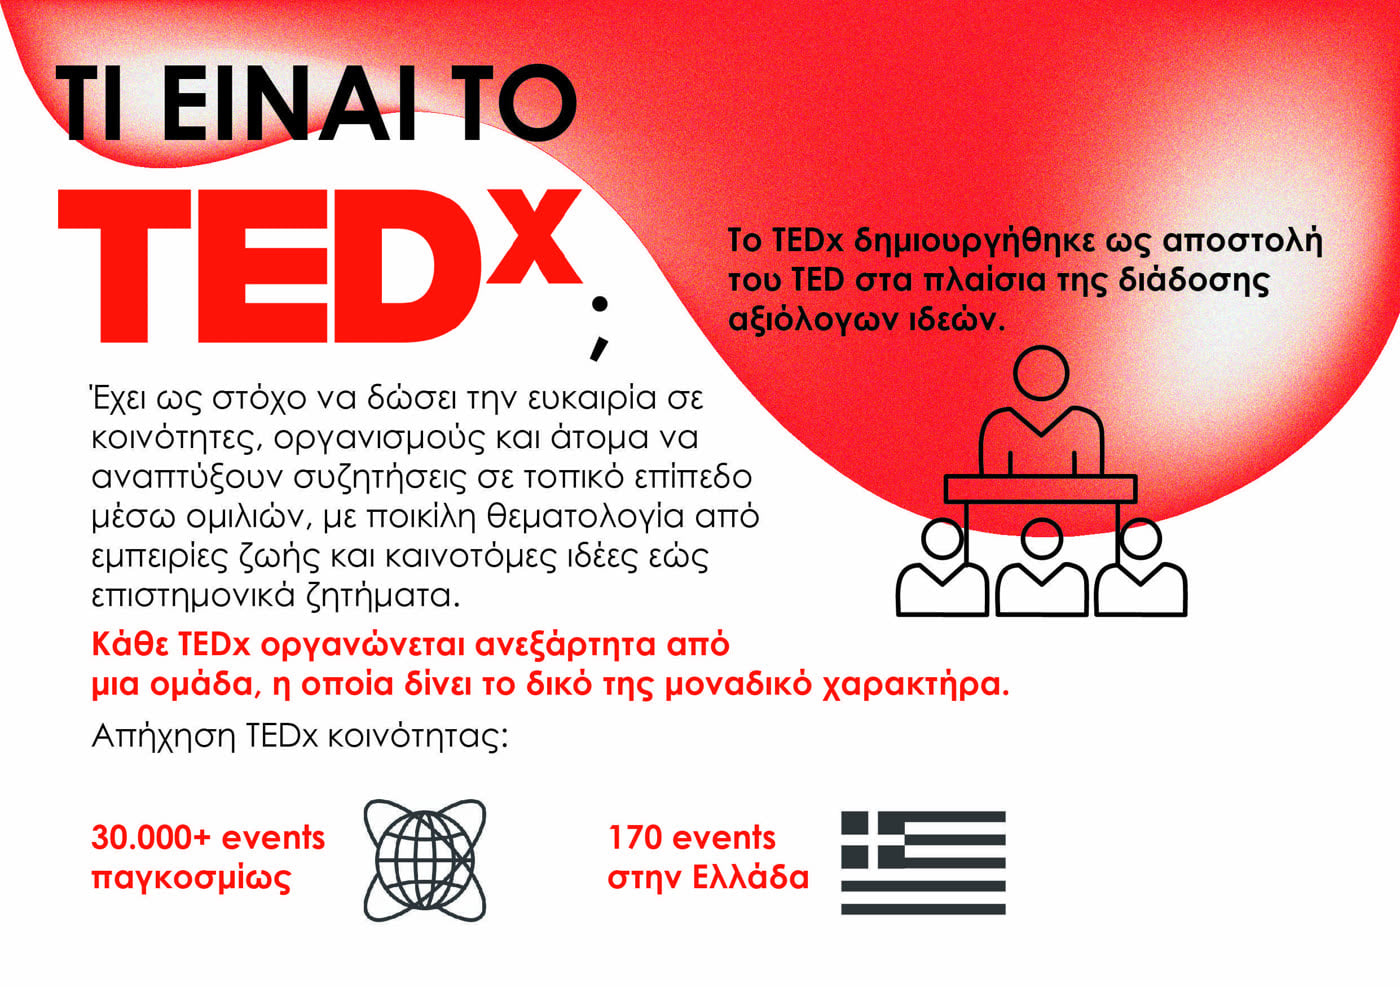 ΤΙ ΕΙΝΑΙ ΤΟ
TEDx;
Το TEDx δημιουργήθηκε ως αποστολή
του TED στα πλαίσια της διάδοσης
αξιόλογων ιδεών.
Έχει ως στόχο να δώσει την ευκαιρία σε
κοινότητες, οργανισμούς και άτομα να
αναπτύξουν συζητήσεις σε τοπικό επίπεδο
μέσω ομιλιών, με ποικίλη θεματολογία από
εμπειρίες ζωής και καινοτόμες ιδέες εώς
επιστημονικά ζητήματα.
Κάθε TEDx οργανώνεται ανεξάρτητα από
μια ομάδα, η οποία δίνει το δικό της μοναδικό χαρακτήρα.
Απήχηση TEDx κοινότητας:
30.000+ events
παγκοσμίως
170 events
στην Ελλάδα